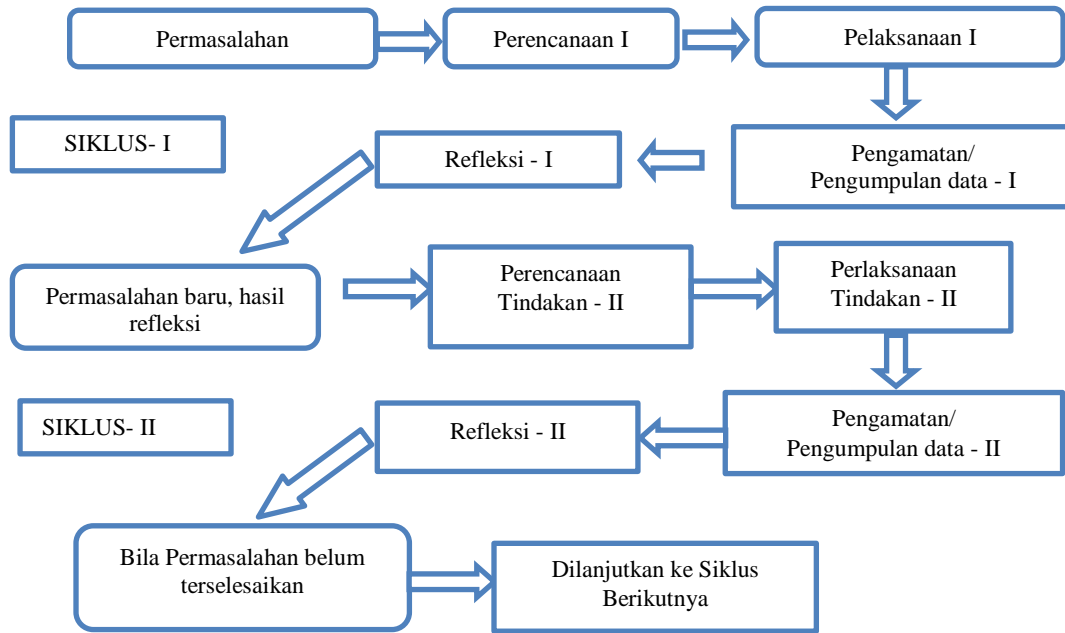 Permasalahan
Perencanaan I
Pelaksanaan I
SIKLUS- I
Refleksi - I
Pengamatan/
Pengumpulan data - I
Permasalahan baru, hasil
refleksi
Perencanaan
Tindakan - II
Perlaksanaan
Tindakan - II
SIKLUS- II
Refleksi - II
Pengamatan/
Pengumpulan data - II
Bila Permasalahan belum
terselesaikan
Dilanjutkan ke Siklus
Berikutnya